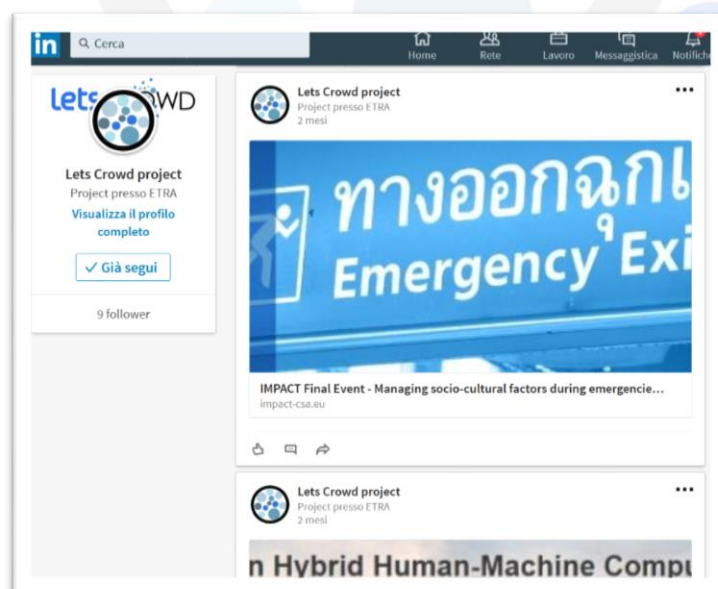 in
Cerca
Home
Rete
Lavoro
Messaggistica
Notifiche
Lets
WD
Lets Crowd project
Project presso ETRA
Visualizza il profilo
completo
✓ Già segui
9 follower
Lets Crowd project
Project presso ETRA
2 mesi
ทางออกฉุกเ
Emergency Exi
IMPACT Final Event - Managing socio-cultural factors during emergencie...
impact-csa.eu
Lets Crowd project
Project presso ETRA
2 mesi
n Hybrid Human-Machine Compu